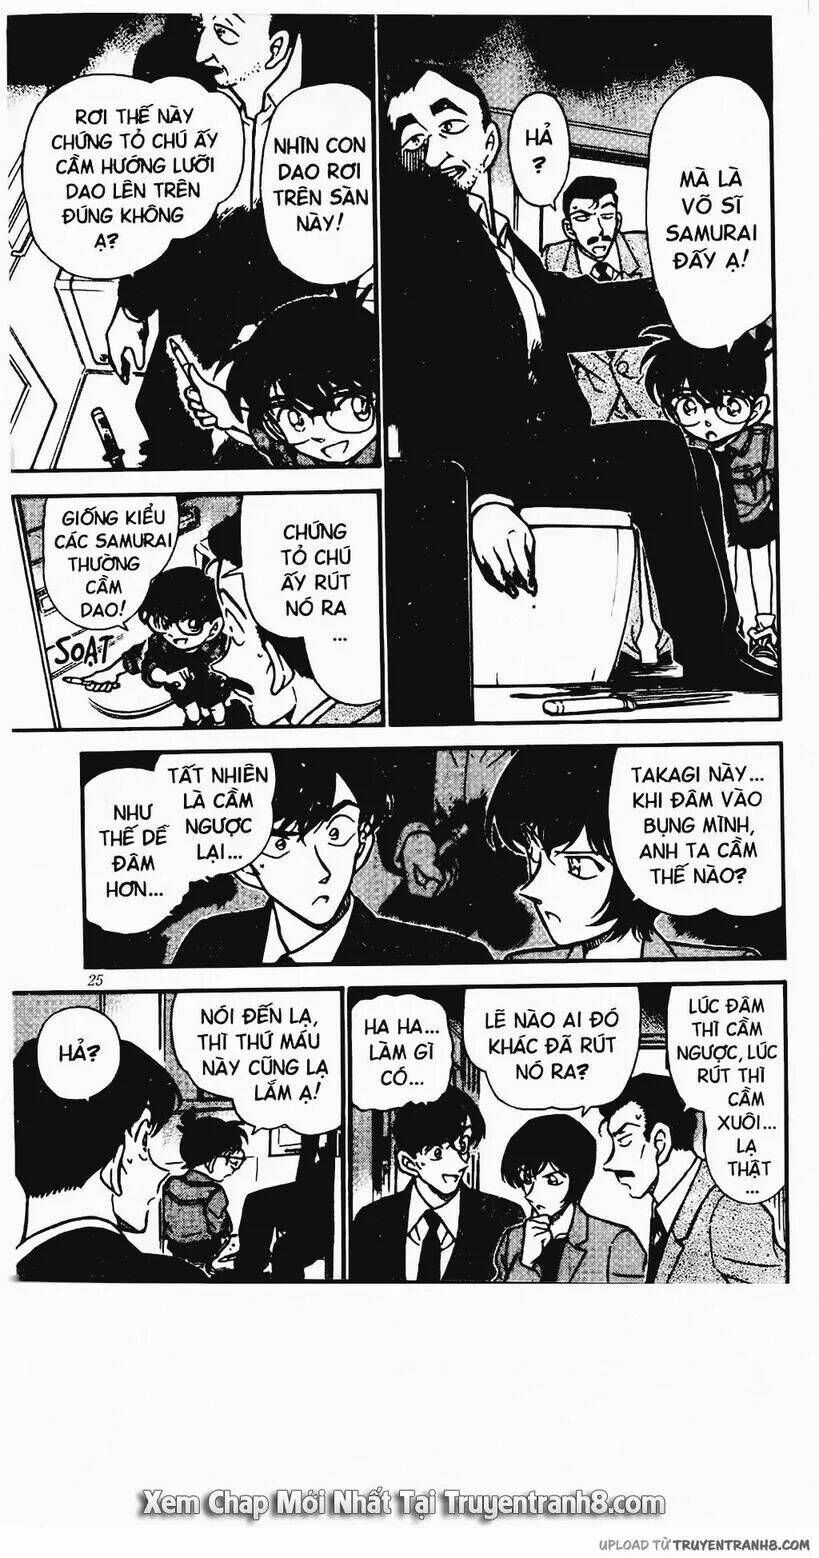 MÀ LÀ
VÕ SĨ
SAMURAI
ĐẤY Ạ!
HẢ
?
NHÌN CON
DAO RƠI
TRÊN SÀN
NÀY!
RƠI THẾ NÀY
CHỨNG TỎ CHÚ ẤY
CẦM HƯỚNG LƯỠI
DAO LÊN TRÊN
ĐÚNG KHÔNG
Ạ?
CHỨNG
TỎ CHÚ
ẤY RÚT
NÓ RA
...
GIỐNG KIỂU
CÁC SAMURAI
THƯỜNG
CẦM
DAO!
SOẠT
TAKAGI NÀY...
KHI ĐÂM VÀO
BỤNG MÌNH,
ANH TA CẦM
THẾ NÀO?
TẤT NHIÊN
LÀ CẦM
NGƯỢC
LẠI...
NHƯ
THẾ DỄ
ĐÂM
HƠN...
25
LÚC ĐÂM
THÌ CẦM
NGƯỢC, LÚC
RÚT THÌ
CẦM
XUÔI...
LẠ
THẬT
...
LẼ NÀO AI ĐÓ
KHÁC ĐÃ RÚT
NÓ RA?
HA HA...
LÀM GÌ
CÓ...
NÓI ĐẾN LẠ,
THÌ THỨ MÁU
NÀY CŨNG LẠ
LẮM Ạ!
HẢ?
Xem Chap Mới Nhất Tại Truyentranh8.com
UPLOAD TỪ TRUYENTRANH8.COM